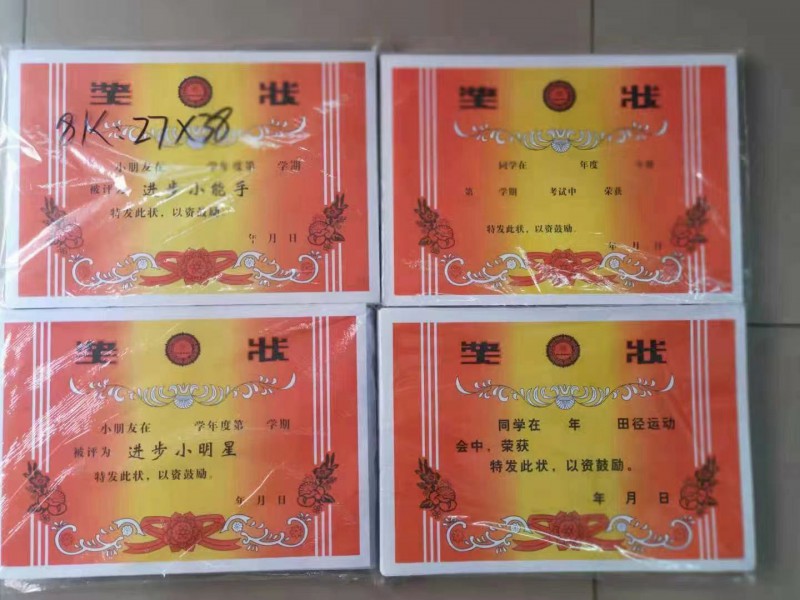 奖 状
8K 27X38
小朋友在 学年度第 学期
被评为 进步小能手
特发此状,以资鼓励
年 月 日
奖 状
同学在 年度
第 学期 考试中 荣获
特发此状,以资鼓励.
年 月 日
奖 状
小朋友在 学年度第 学期
被评为 进步小明星
特发此状,以资鼓励.
年 月 日
奖 状
同学在 年 田径运动
会中,荣获
特发此状,以资鼓励。
年 月 日